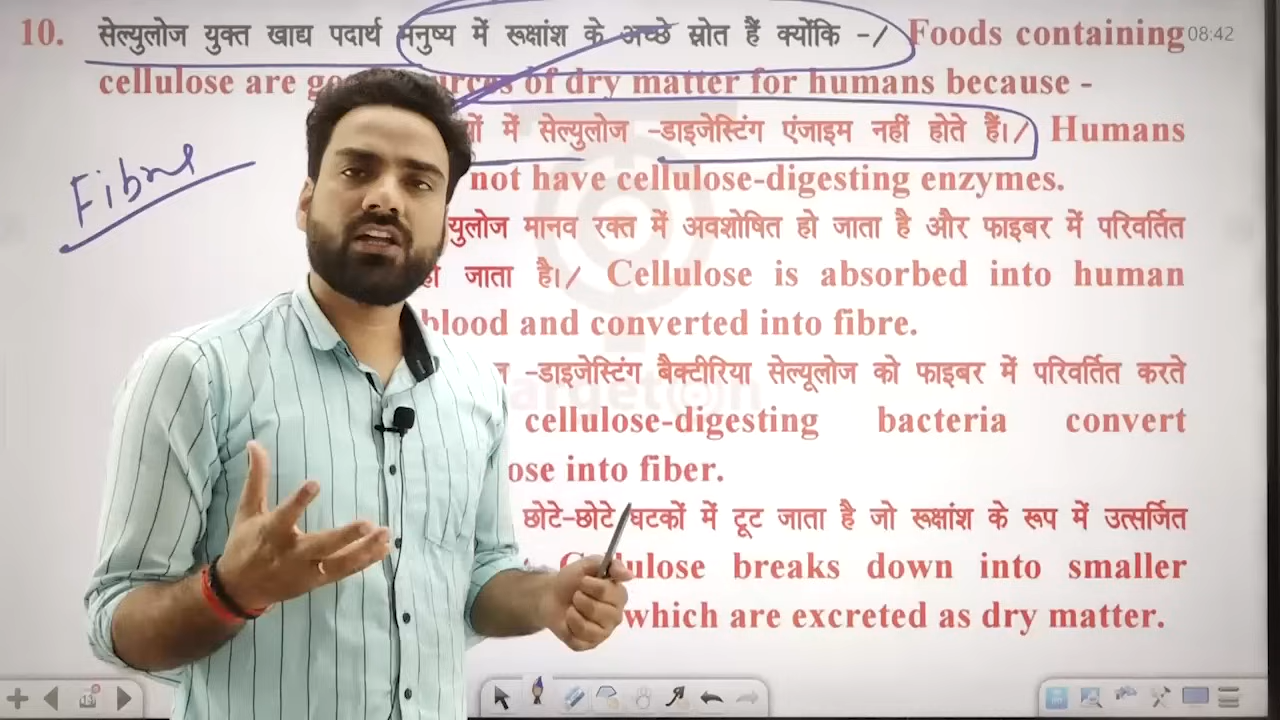 10. सेल्युलोज युक्त खाद्य पदार्थ मनुष्य में रूक्षांश के अच्छे स्रोत हैं क्योंकि -/ Foods containing 08:42
cellulose are of dry matter for humans because -
में सेल्युलोज -डाइजेस्टिंग एंजाइम नहीं होते हैं।/ Humans
Fibre not have cellulose-digesting enzymes.
मानव रक्त में अवशोषित हो जाता है और फाइबर में परिवर्तित
जाता है।/ Cellulose is absorbed into human
blood and converted into fibre.
-डाइजेस्टिंग बैक्टीरिया सेल्यूलोज को फाइबर में परिवर्तित करते
cellulose-digesting bacteria convert
into fiber.
छोटे-छोटे घटकों में टूट जाता है जो रूक्षांश के रूप में उत्सर्जित
breaks down into smaller
which are excreted as dry matter.